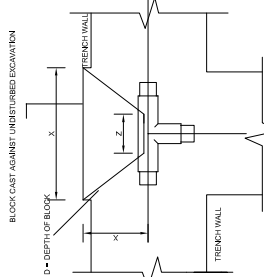 BLOCK CAST AGAINST UNDISTURBED EXCAVATION
D = DEPTH OF BLOCK
TRENCH WALL
X
Z
X
TRENCH WALL